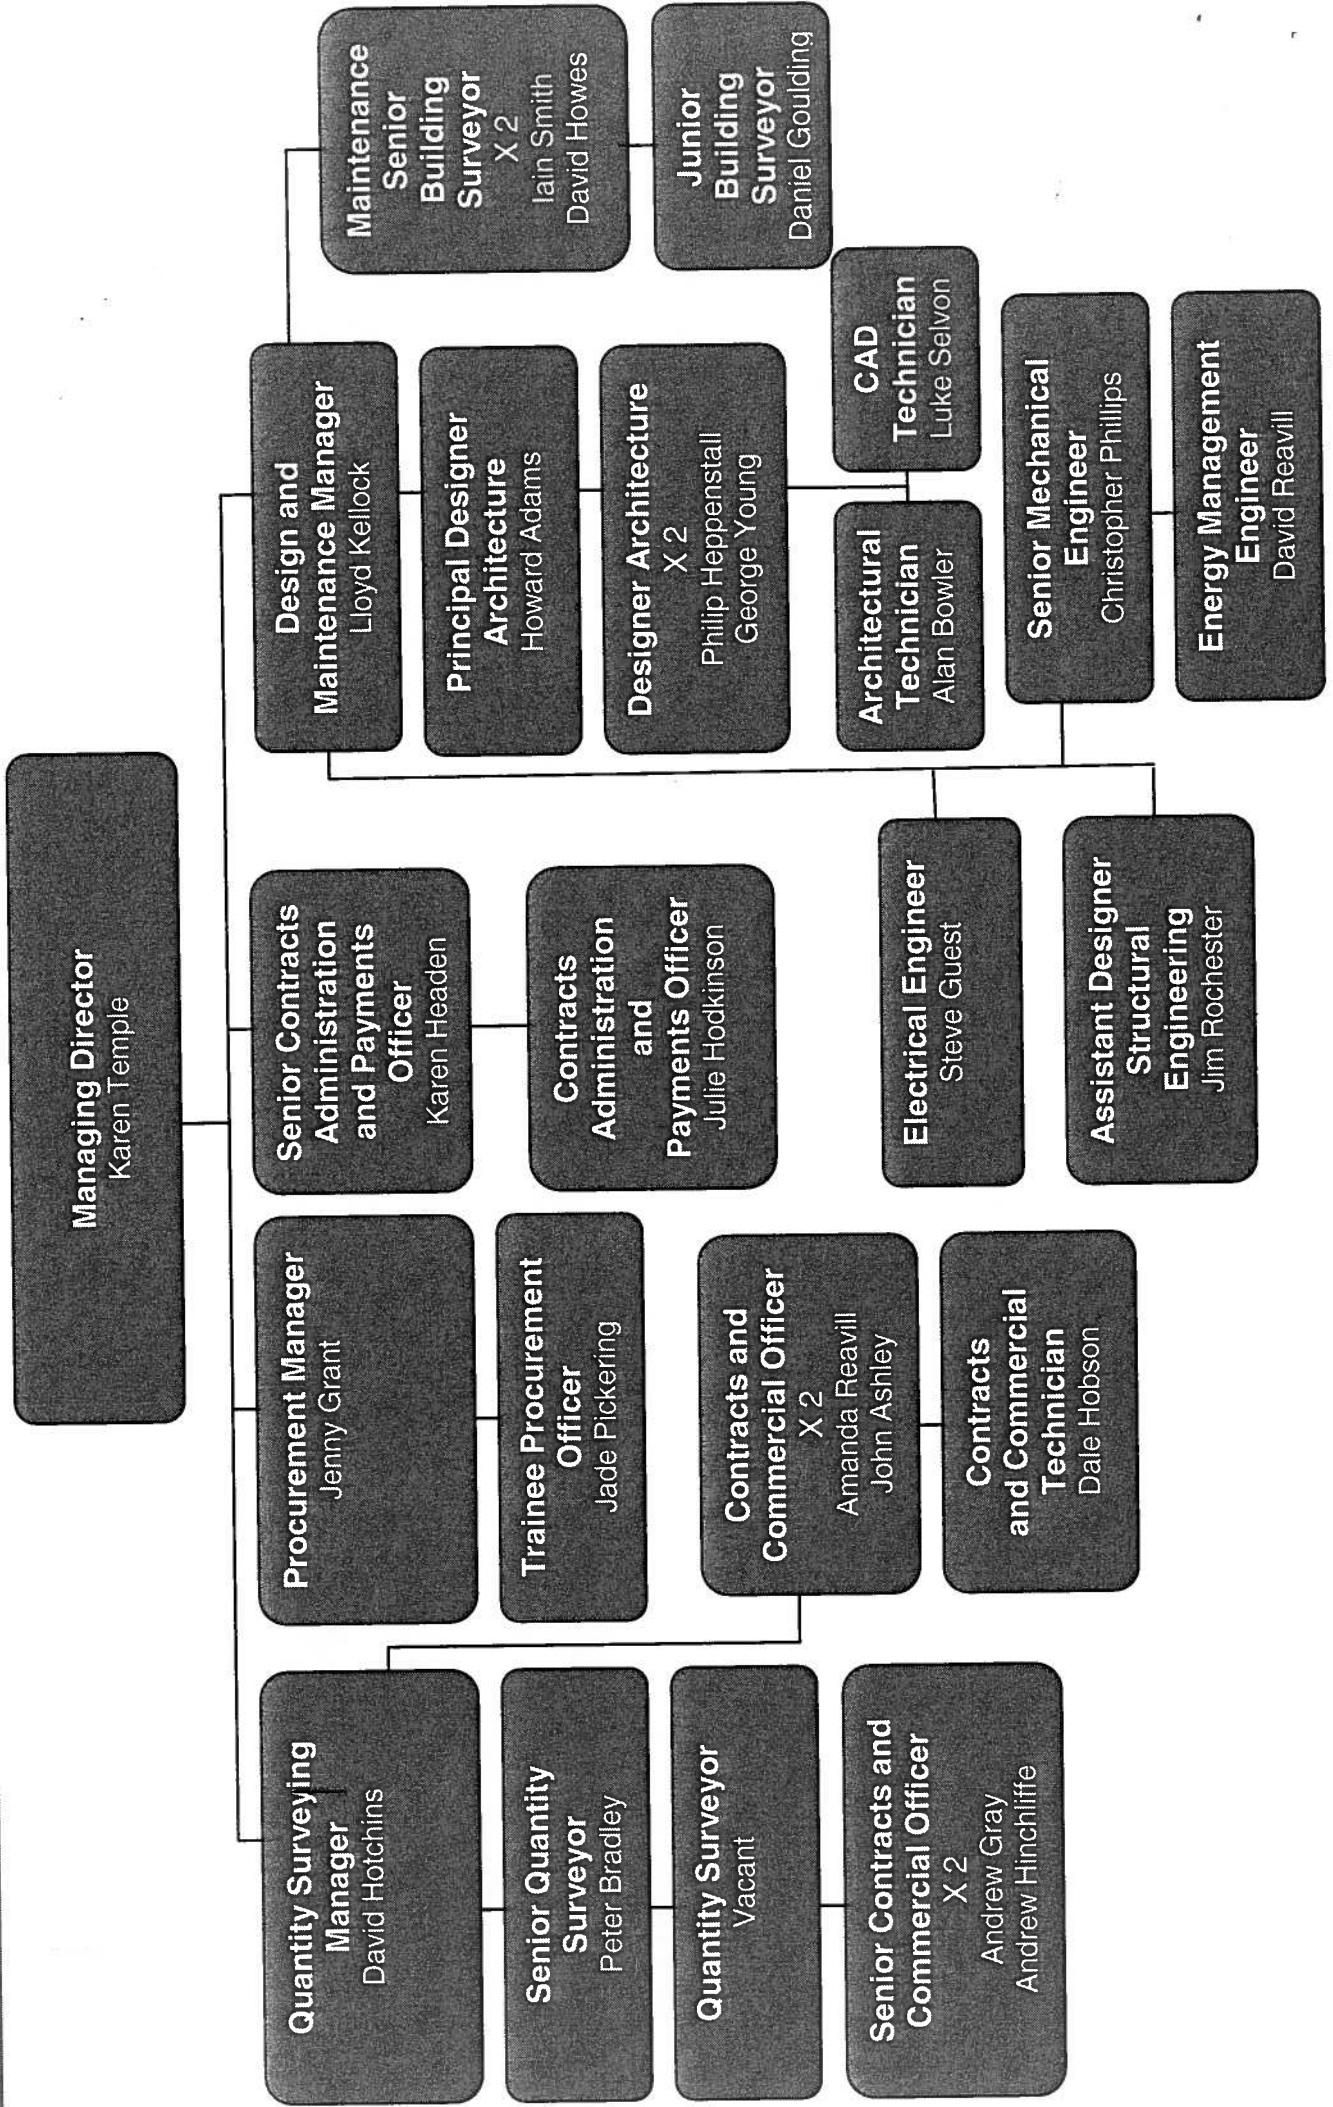 Managing Director
Karen Temple
Quantity Surveying
Manager
David Hotchins
Senior Quantity
Surveyor
Peter Bradley
Quantity Surveyor
Vacant
Senior Contracts and
Commercial Officer
X 2
Andrew Gray
Andrew Hinchliffe
Procurement Manager
Jenny Grant
Trainee Procurement
Officer
Jade Pickering
Contracts and
Commercial Officer
X 2
Amanda Reavill
John Ashley
Contracts
and Commercial
Technician
Dale Hobson
Senior Contracts
Administration
and Payments
Officer
Karen Headen
Contracts
Administration
and
Payments Officer
Julie Hodkinson
Electrical Engineer
Steve Guest
Assistant Designer
Structural
Engineering
Jim Rochester
Design and
Maintenance Manager
Lloyd Kellock
Principal Designer
Architecture
Howard Adams
Designer Architecture
X 2
Philip Heppenstall
George Young
Architectural
Technician
Alan Bowler
CAD
Technician
Luke Selvon
Senior Mechanical
Engineer
Christopher Phillips
Energy Management
Engineer
David Reavill
Maintenance
Senior
Building
Surveyor
X 2
Iain Smith
David Howes
Junior
Building
Surveyor
Daniel Goulding